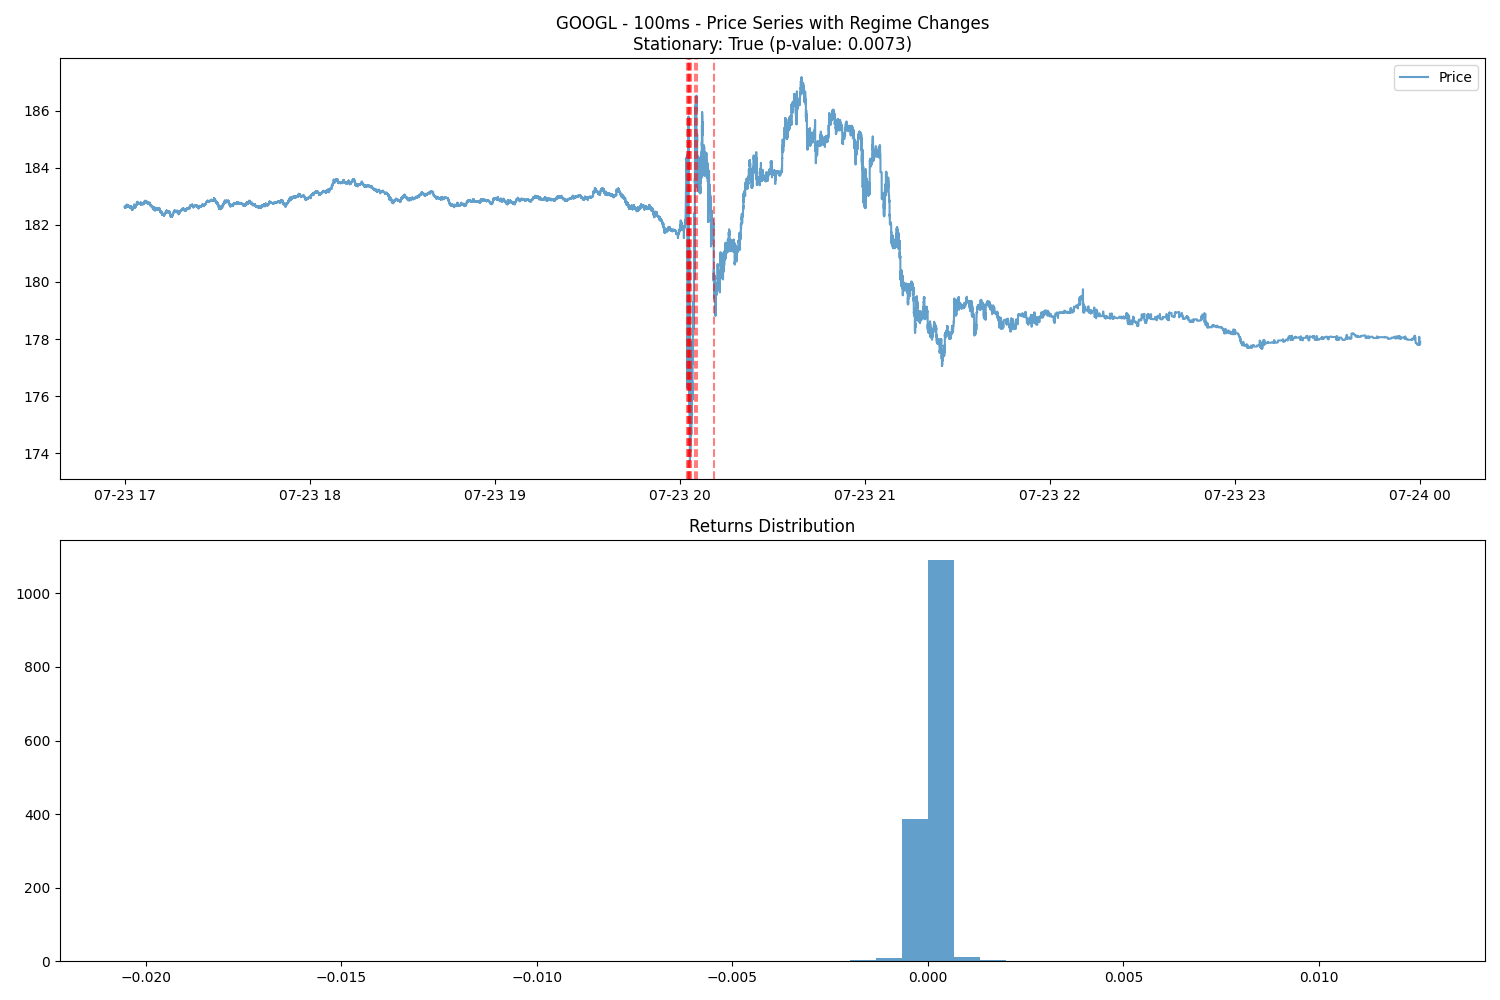 GOOGL - 100ms - Price Series with Regime Changes
Stationary: True (p-value: 0.0073)
Price
186
184
182
180
178
176
174
07-23 17 07-23 18 07-23 19 07-23 20 07-23 21 07-23 22 07-23 23 07-24 00
Returns Distribution
1000
800
600
400
200
0
−0.020 −0.015 −0.010 −0.005 0.000 0.005 0.010